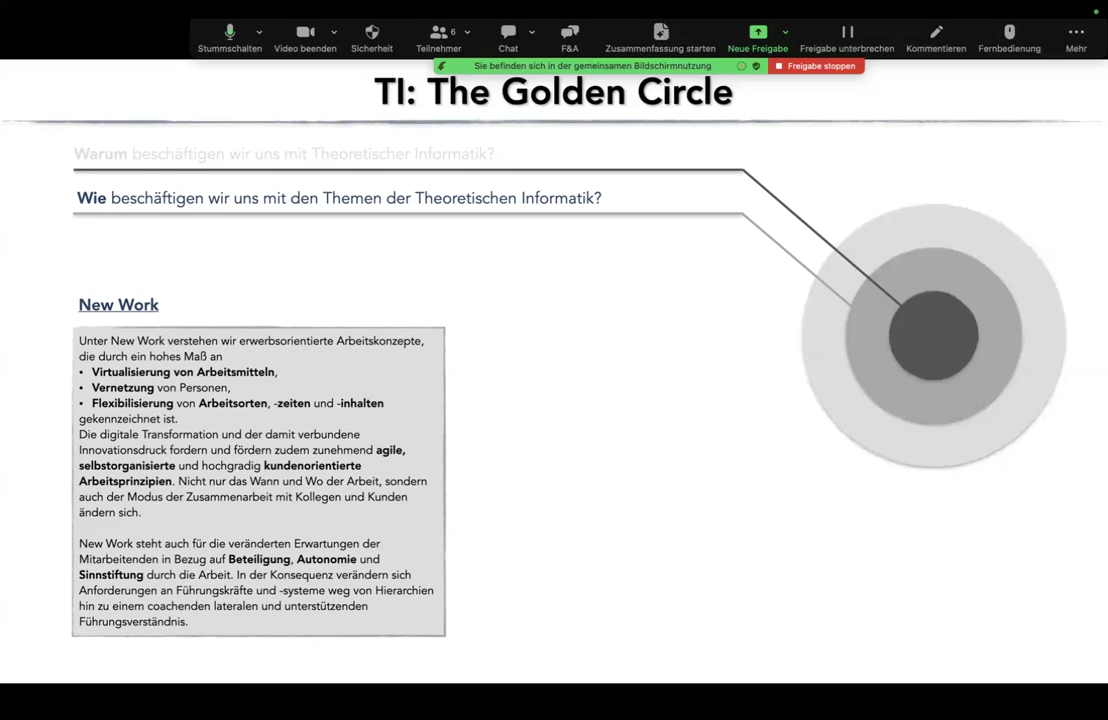 Stummschalten
Video beenden
Sicherheit
6
Teilnehmer
Chat
F&A
Zusammenfassung starten
Neue Freigabe
Freigabe unterbrechen
Kommentieren
Fernbedienung
Mehr
Sie befinden sich in der gemeinsamen Bildschirmnutzung
Freigabe stoppen
TI: The Golden Circle
Warum beschäftigen wir uns mit Theoretischer Informatik?
Wie beschäftigen wir uns mit den Themen der Theoretischen Informatik?
New Work
Unter New Work verstehen wir erwerbsorientierte Arbeitskonzepte,
die durch ein hohes Maß an
• Virtualisierung von Arbeitsmitteln,
• Vernetzung von Personen,
• Flexibilisierung von Arbeitsorten, -zeiten und -inhalten
gekennzeichnet ist.
Die digitale Transformation und der damit verbundene
Innovationsdruck fordern und fördern zudem zunehmend agile,
selbstorganisierte und hochgradig kundenorientierte
Arbeitsprinzipien. Nicht nur das Wann und Wo der Arbeit, sondern
auch der Modus der Zusammenarbeit mit Kollegen und Kunden
ändern sich.
New Work steht auch für die veränderten Erwartungen der
Mitarbeitenden in Bezug auf Beteiligung, Autonomie und
Sinnstiftung durch die Arbeit. In der Konsequenz verändern sich
Anforderungen an Führungskräfte und -systeme weg von Hierarchien
hin zu einem coachenden lateralen und unterstützenden
Führungsverständnis.